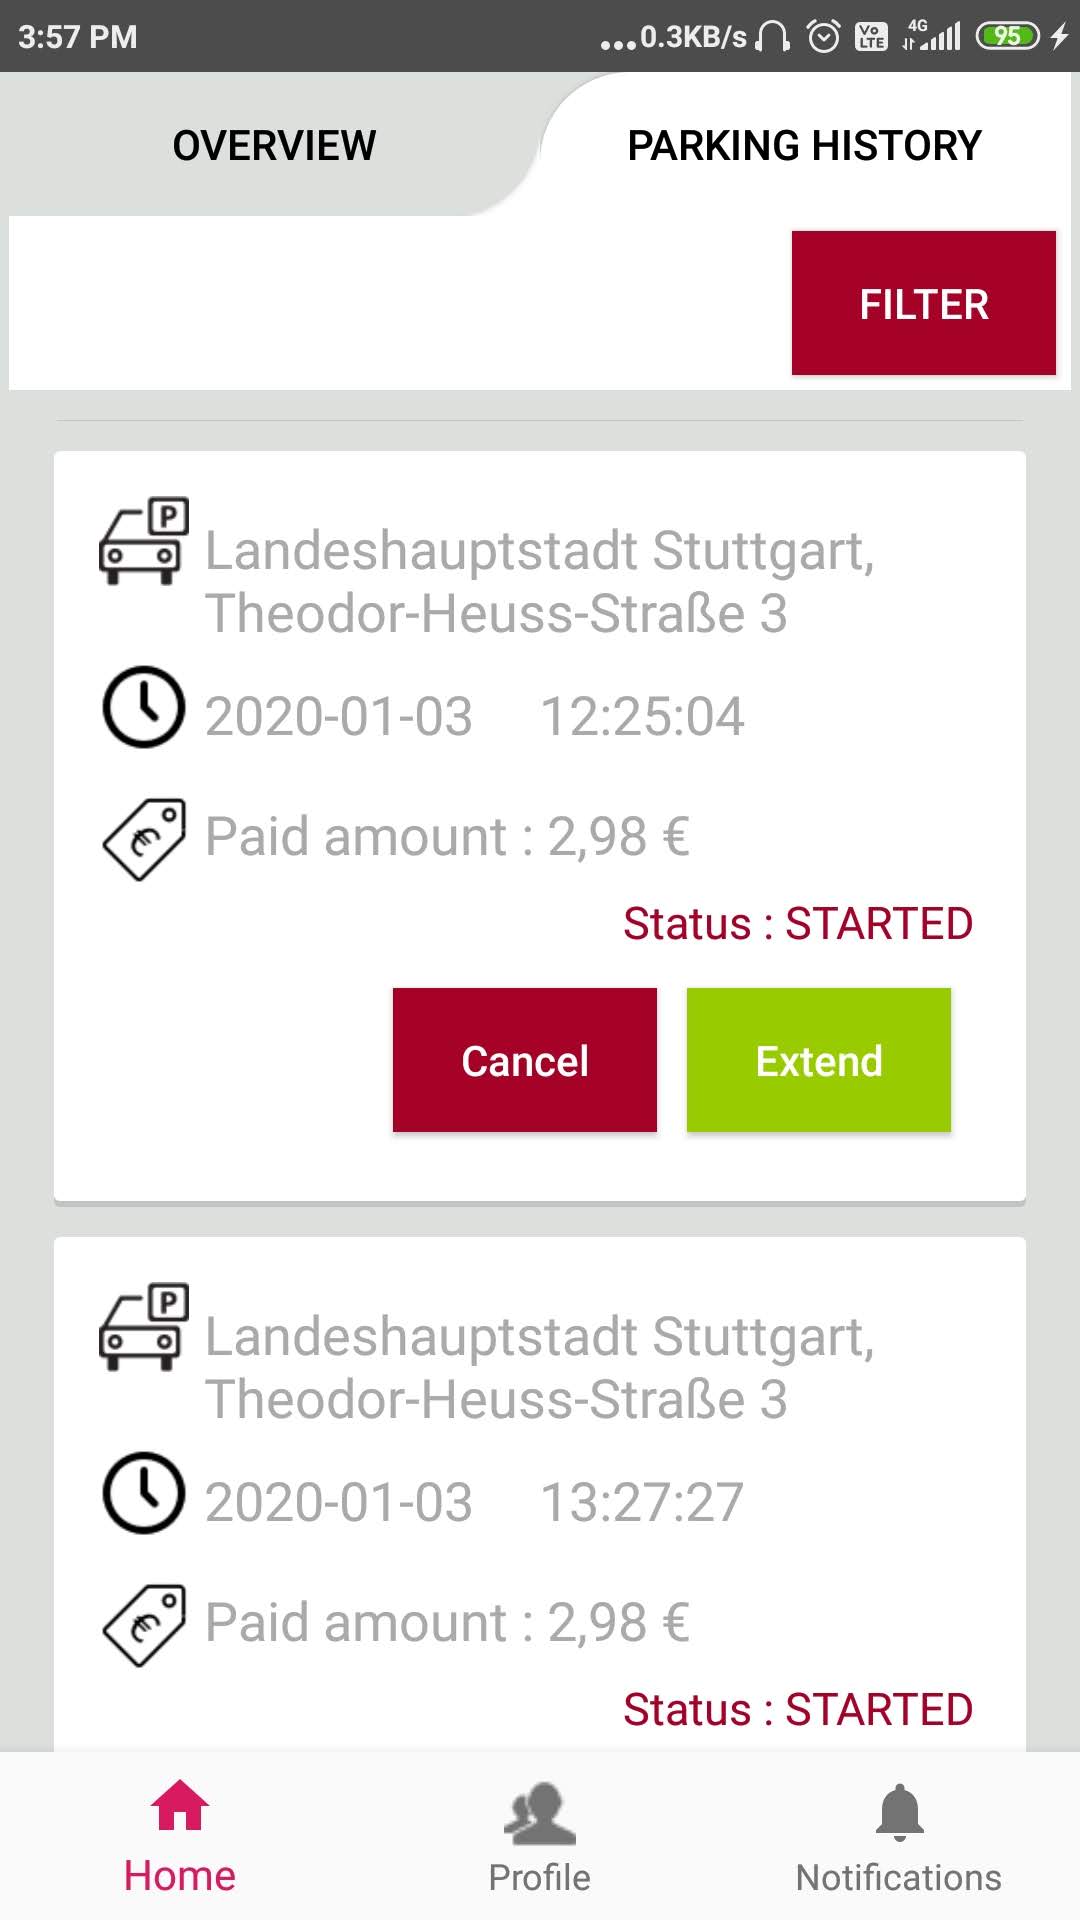 3:57 PM
...0.3KB/s
Vo LTE
4G
95
OVERVIEW
PARKING HISTORY
FILTER
P
Landeshauptstadt Stuttgart,
Theodor-Heuss-Straße 3
2020-01-03 12:25:04
€
Paid amount : 2,98 €
Status : STARTED
Cancel
Extend
P
Landeshauptstadt Stuttgart,
Theodor-Heuss-Straße 3
2020-01-03 13:27:27
€
Paid amount : 2,98 €
Status : STARTED
Home
Profile
Notifications